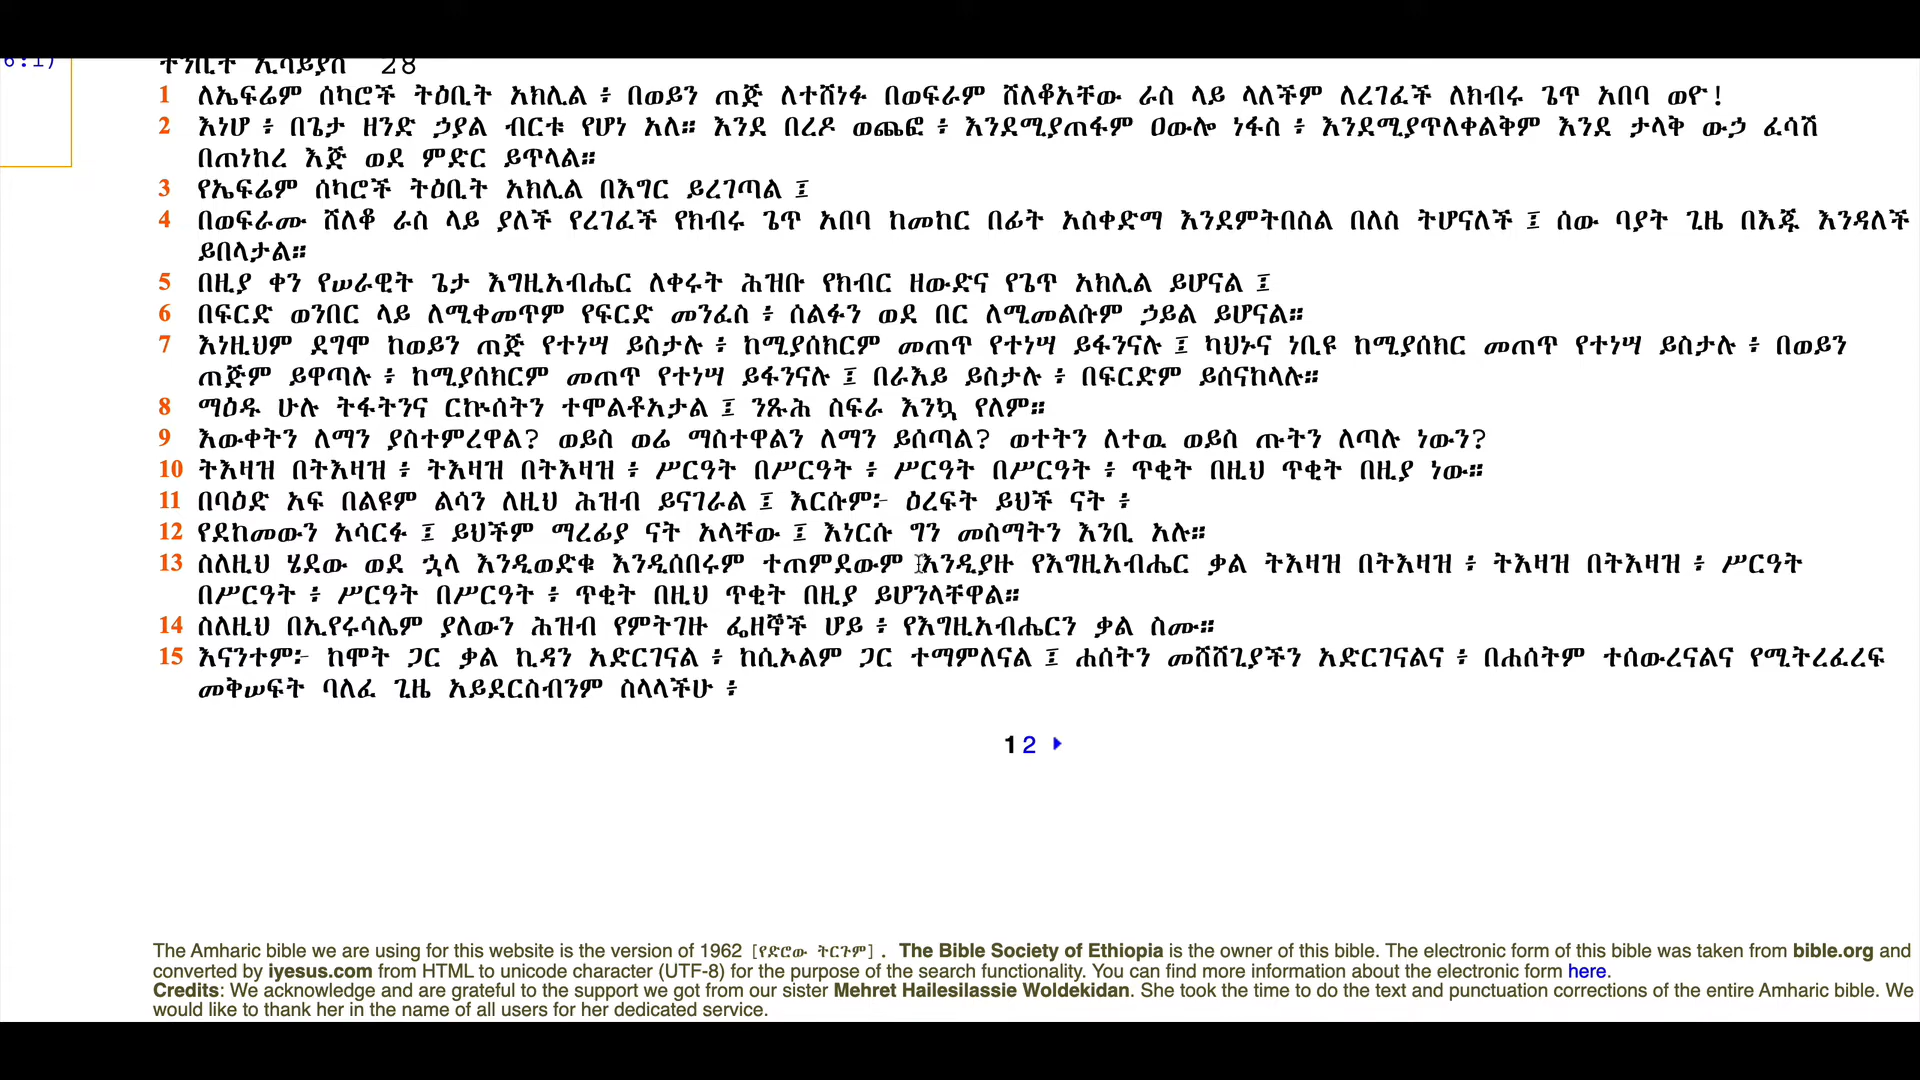 6:1)
ትንቢት ኢሳይያስ 28
1 ለኤፍሬም ሰካሮች ትዕቢት አክሊል ፥ በወይን ጠጅ ለተሸነፉ በወፍራም ሸለቆአቸው ራስ ላይ ላለችም ለረገፈች ለክብሩ ጌጥ አበባ ወዮ!
2 እነሆ ፥ በጌታ ዘንድ ኃያል ብርቱ የሆነ አለ። እንደ በረዶ ወጨፎ ፥ እንደሚያጠፋም ዐውሎ ነፋስ ፥ እንደሚያጥለቀልቅም እንደ ታላቅ ውኃ ፈሳሽ
በጠነከረ እጅ ወደ ምድር ይጥላል።
3 የኤፍሬም ሰካሮች ትዕቢት አክሊል በእግር ይረገጣል ፤
4 በወፍራሙ ሸለቆ ራስ ላይ ያለች የረገፈች የክብሩ ጌጥ አበባ ከመከር በፊት አስቀድማ እንደምትበስል በለስ ትሆናለች ፤ ሰው ባያት ጊዜ በእጁ እንዳለች
ይበላታል።
5 በዚያ ቀን የሠራዊት ጌታ እግዚአብሔር ለቀሩት ሕዝቡ የክብር ዘውድና የጌጥ አክሊል ይሆናል ፤
6 በፍርድ ወንበር ላይ ለሚቀመጥም የፍርድ መንፈስ ፥ ሰልፉን ወደ በር ለሚመልሱም ኃይል ይሆናል።
7 እነዚህም ደግሞ ከወይን ጠጅ የተነሣ ይስታሉ ፥ ከሚያሰክርም መጠጥ የተነሣ ይፋንናሉ ፤ ካህኑና ነቢዩ ከሚያሰክር መጠጥ የተነሣ ይስታሉ ፥ በወይን
ጠጅም ይዋጣሉ ፥ ከሚያሰክርም መጠጥ የተነሣ ይፋንናሉ ፤ በራእይ ይስታሉ ፥ በፍርድም ይሰናከላሉ።
8 ማዕዱ ሁሉ ትፋትንና ርኵሰትን ተሞልቶአታል ፤ ንጹሕ ስፍራ እንኳ የለም።
9 እውቀትን ለማን ያስተምረዋል? ወይስ ወሬ ማስተዋልን ለማን ይሰጣል? ወተትን ለተዉ ወይስ ጡትን ለጣሉ ነውን?
10 ትእዛዝ በትእዛዝ ፥ ትእዛዝ በትእዛዝ ፥ ሥርዓት በሥርዓት ፥ ሥርዓት በሥርዓት ፥ ጥቂት በዚህ ጥቂት በዚያ ነው።
11 በባዕድ አፍ በልዩም ልሳን ለዚህ ሕዝብ ይናገራል ፤ እርሱም፦ ዕረፍት ይህች ናት ፥
12 የደከመውን አሳርፉ ፤ ይህችም ማረፊያ ናት አላቸው ፤ እነርሱ ግን መስማትን እንቢ አሉ።
13 ስለዚህ ሄደው ወደ ኋላ እንዲወድቁ እንዲሰበሩም ተጠምደውም እንዲያዙ የእግዚአብሔር ቃል ትእዛዝ በትእዛዝ ፥ ትእዛዝ በትእዛዝ ፥ ሥርዓት
በሥርዓት ፥ ሥርዓት በሥርዓት ፥ ጥቂት በዚህ ጥቂት በዚያ ይሆንላቸዋል።
14 ስለዚህ በኢየሩሳሌም ያለውን ሕዝብ የምትገዙ ፌዘኞች ሆይ ፥ የእግዚአብሔርን ቃል ስሙ።
15 እናንተም፦ ከሞት ጋር ቃል ኪዳን አድርገናል ፥ ከሲኦልም ጋር ተማምለናል ፤ ሐሰትን መሸሸጊያችን አድርገናልና ፥ በሐሰትም ተሰውረናልና የሚትረፈረፍ
መቅሠፍት ባለፈ ጊዜ አይደርስብንም ስላላችሁ ፥
1 2
The Amharic bible we are using for this website is the version of 1962 [የድሮው ትርጉም] . The Bible Society of Ethiopia is the owner of this bible. The electronic form of this bible was taken from bible.org and
converted by iyesus.com from HTML to unicode character (UTF-8) for the purpose of the search functionality. You can find more information about the electronic form here.
Credits: We acknowledge and are grateful to the support we got from our sister Mehret Hailesilassie Woldekidan. She took the time to do the text and punctuation corrections of the entire Amharic bible. We
would like to thank her in the name of all users for her dedicated service.